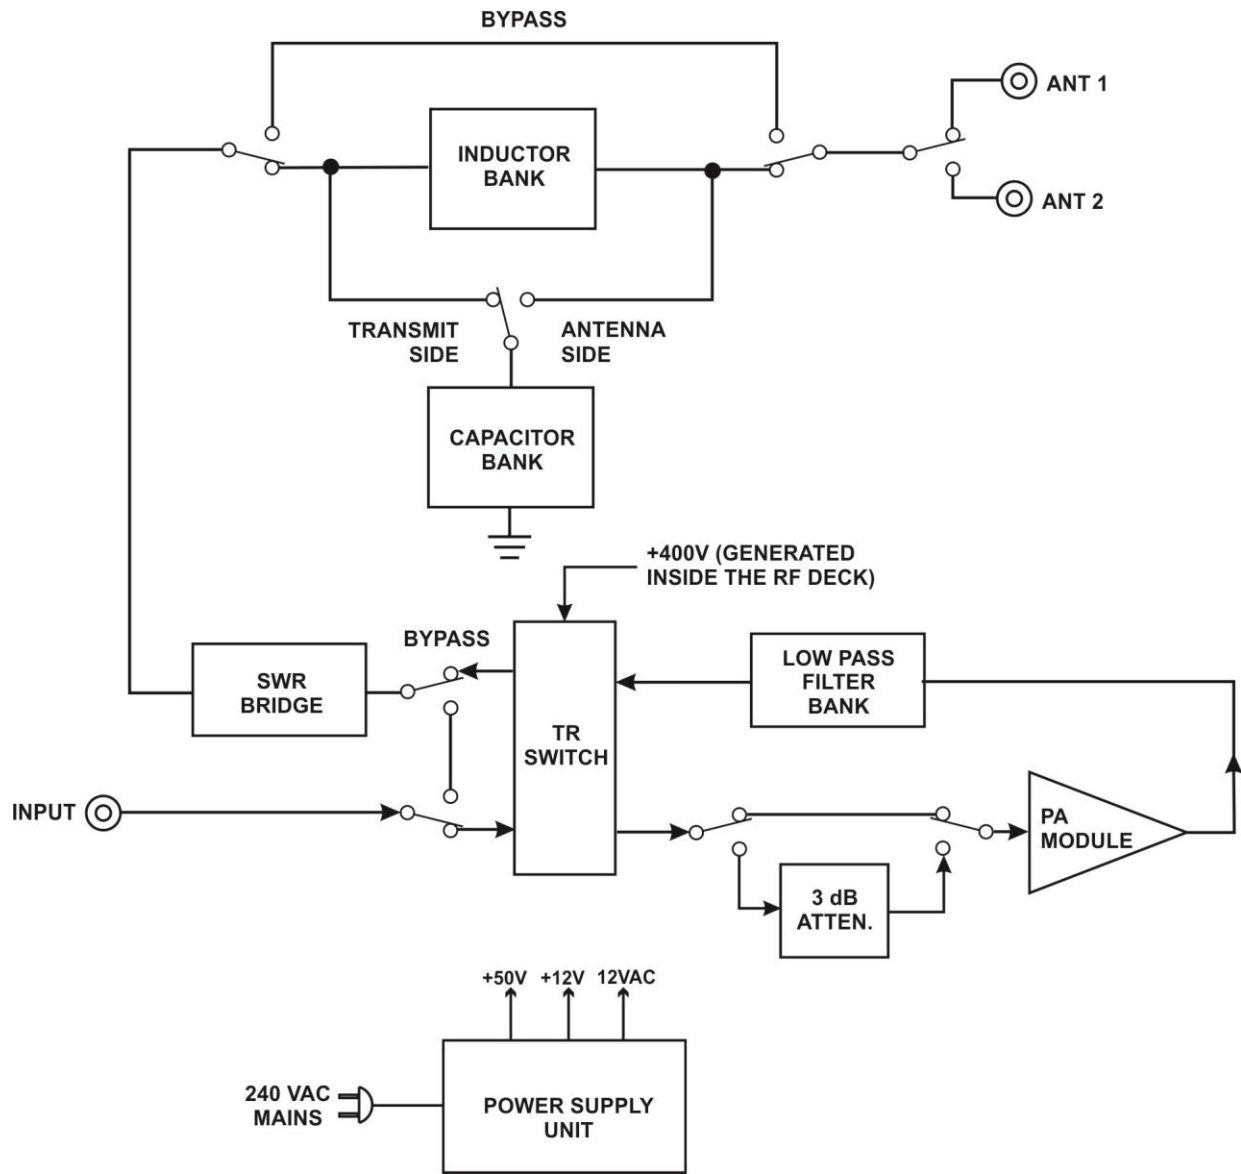 BYPASS
ANT 1
INDUCTOR
BANK
ANT 2
TRANSMIT
SIDE
ANTENNA
SIDE
CAPACITOR
BANK
+400V (GENERATED
INSIDE THE RF DECK)
BYPASS
SWR
BRIDGE
LOW PASS
FILTER
BANK
TR
SWITCH
INPUT
PA
MODULE
3 dB
ATTEN.
+50V
+12V
12VAC
240 VAC
MAINS
POWER SUPPLY
UNIT